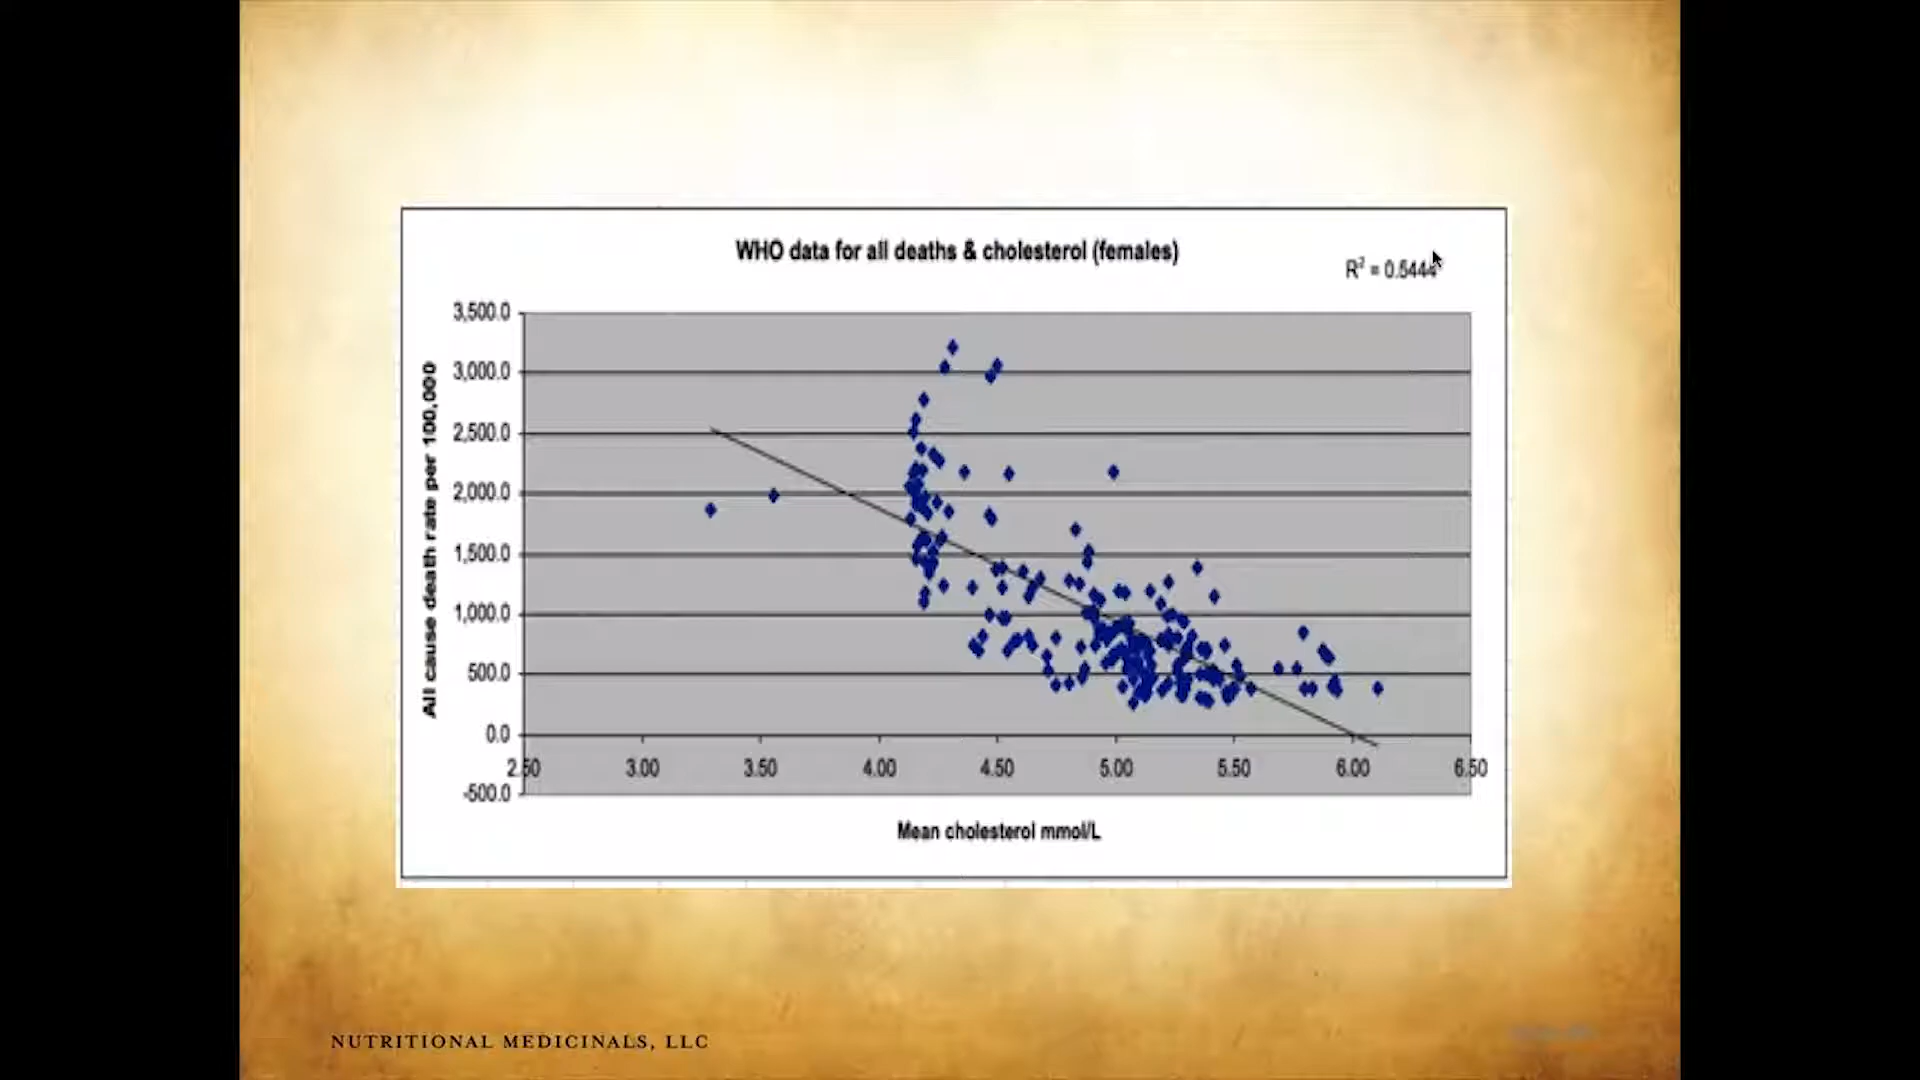 WHO data for all deaths & cholesterol (females)
R² = 0.5444
All cause death rate per 100,000
3,500.0
3,000.0
2,500.0
2,000.0
1,500.0
1,000.0
500.0
0.0
-500.0
2.50 3.00 3.50 4.00 4.50 5.00 5.50 6.00 6.50
Mean cholesterol mmol/L
NUTRITIONAL MEDICINALS, LLC